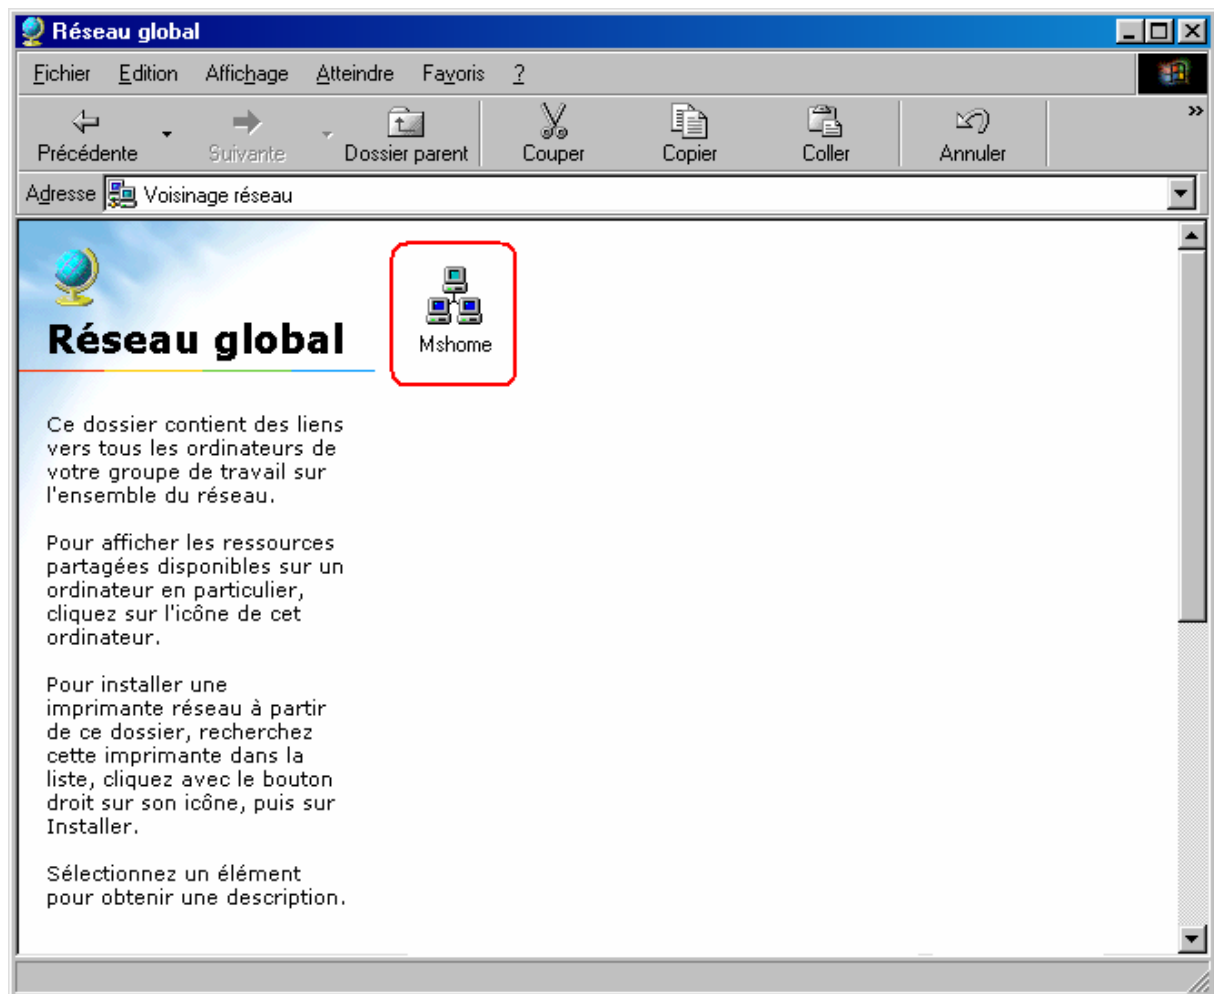 Réseau global
Fichier Edition Affichage Atteindre Favoris ?
Précédente Suivante Dossier parent Couper Copier Coller Annuler »
Adresse Voisinage réseau
Réseau global
Mshome
Ce dossier contient des liens
vers tous les ordinateurs de
votre groupe de travail sur
l'ensemble du réseau.
Pour afficher les ressources
partagées disponibles sur un
ordinateur en particulier,
cliquez sur l'icône de cet
ordinateur.
Pour installer une
imprimante réseau à partir
de ce dossier, recherchez
cette imprimante dans la
liste, cliquez avec le bouton
droit sur son icône, puis sur
Installer.
Sélectionnez un élément
pour obtenir une description.